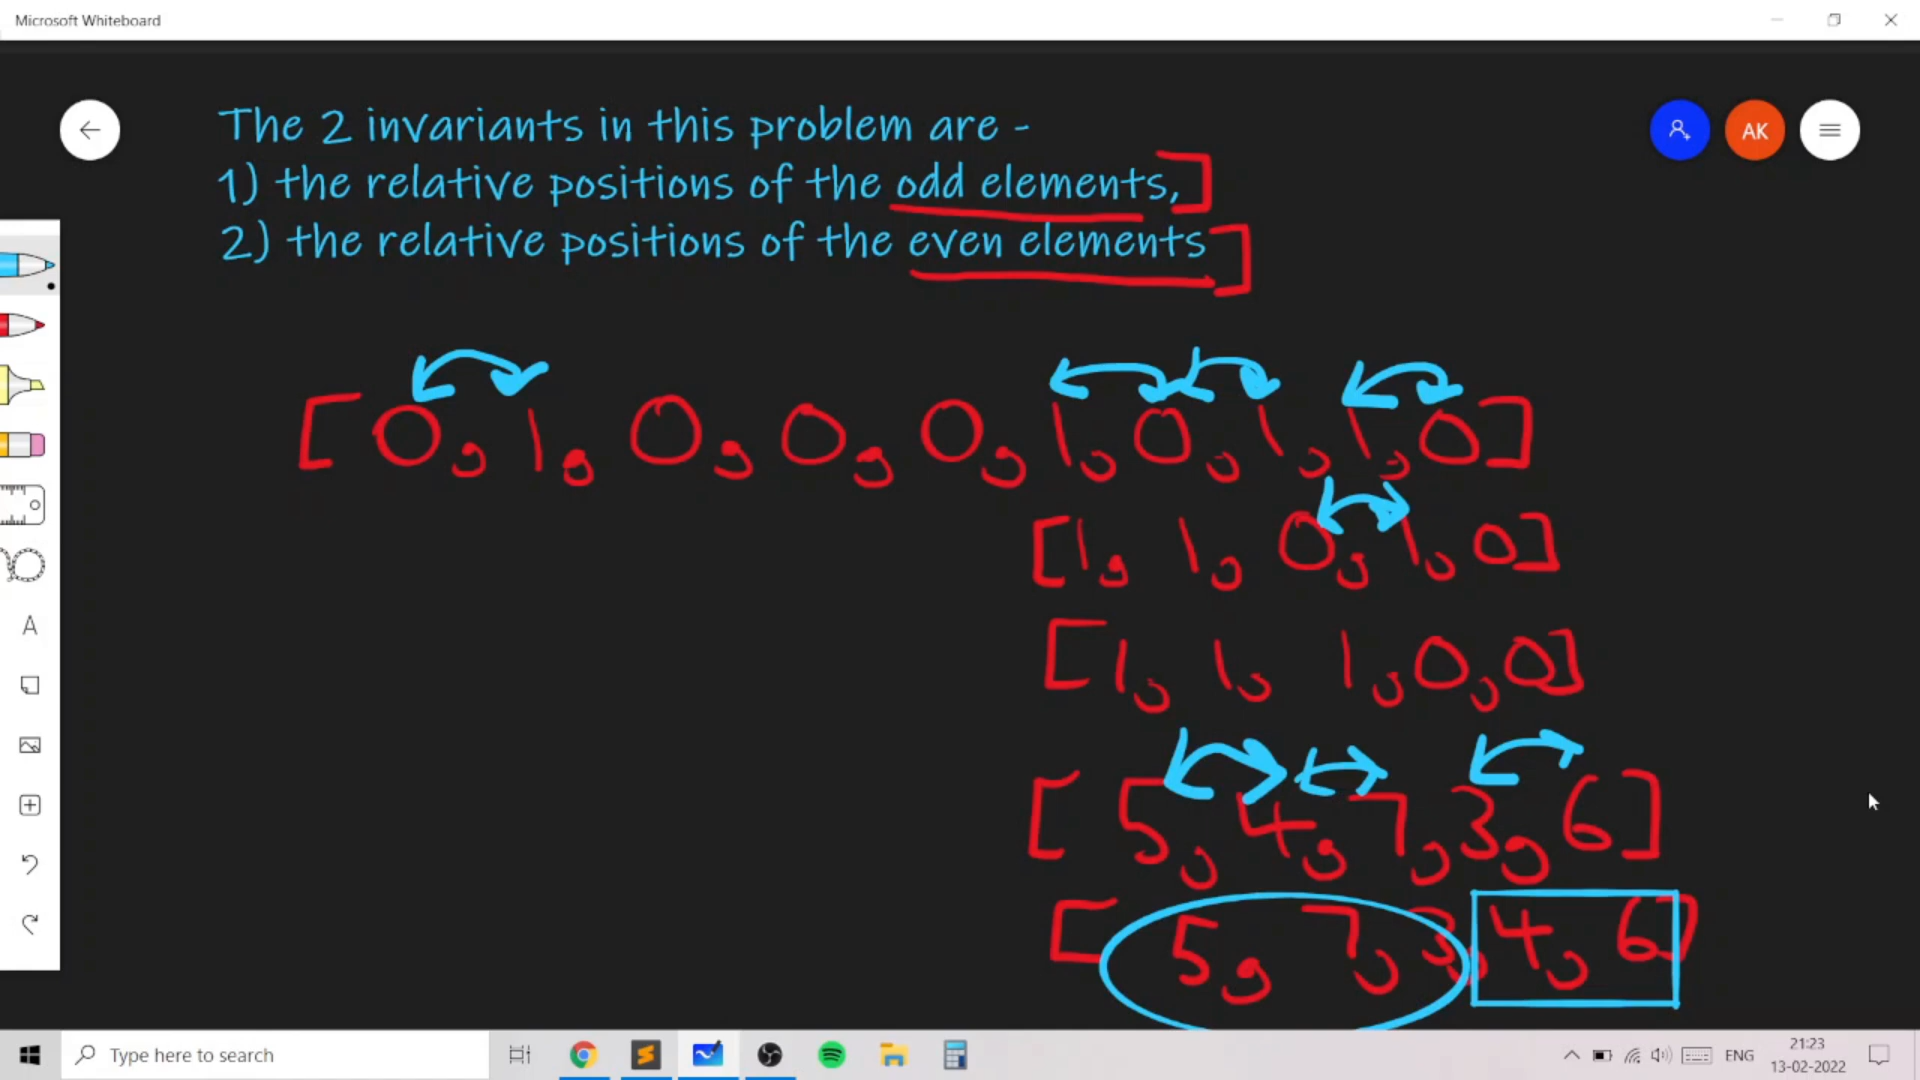 Microsoft Whiteboard
The 2 invariants in this problem are -
AK
1) the relative positions of the odd elements,
2) the relative positions of the even elements
[0, 1, 0, 0, 0, 1, 0, 1, 1, 0]
[1, 1, 0, 1, 0]
[1, 1, 1, 0, 0]
[5, 4, 7, 3, 6]
[5, 7, 3, 4, 6]
A
Type here to search
ENG
21:23
13-02-2022